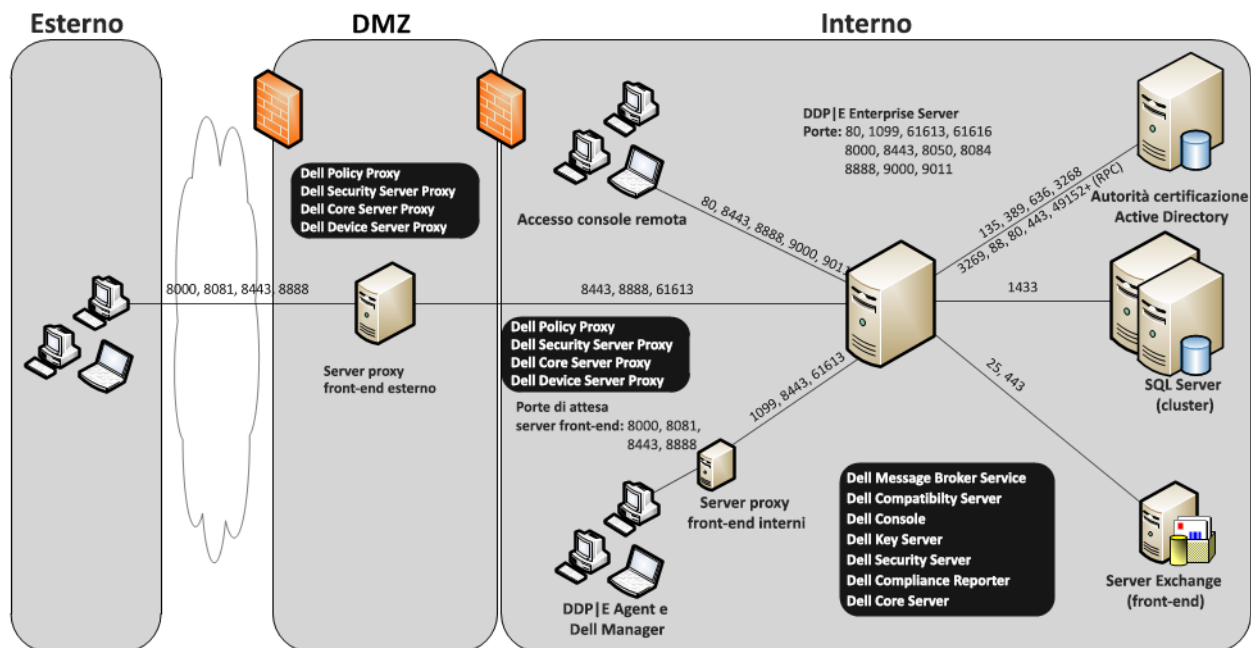 Esterno
DMZ
Interno
DDP|E Enterprise Server
Porte: 80, 1099, 61613, 61616
8000, 8443, 8050, 8084
8888, 9000, 9011
Dell Policy Proxy
Dell Security Server Proxy
Dell Core Server Proxy
Dell Device Server Proxy
Accesso console remota
80, 8443, 8888, 9000, 9011
135, 389, 636, 3268
3269, 88, 80, 443, 49152+ (RPC)
Autorità certificazione
Active Directory
8000, 8081, 8443, 8888
8443, 8888, 61613
1433
Server proxy
front-end esterno
Dell Policy Proxy
Dell Security Server Proxy
Dell Core Server Proxy
Dell Device Server Proxy
Porte di attesa
server front-end: 8000, 8081,
8443, 8888
1099, 8443, 61613
25, 443
SQL Server
(cluster)
Server proxy
front-end interni
DDP|E Agent e
Dell Manager
Dell Message Broker Service
Dell Compatibilty Server
Dell Console
Dell Key Server
Dell Security Server
Dell Compliance Reporter
Dell Core Server
Server Exchange
(front-end)